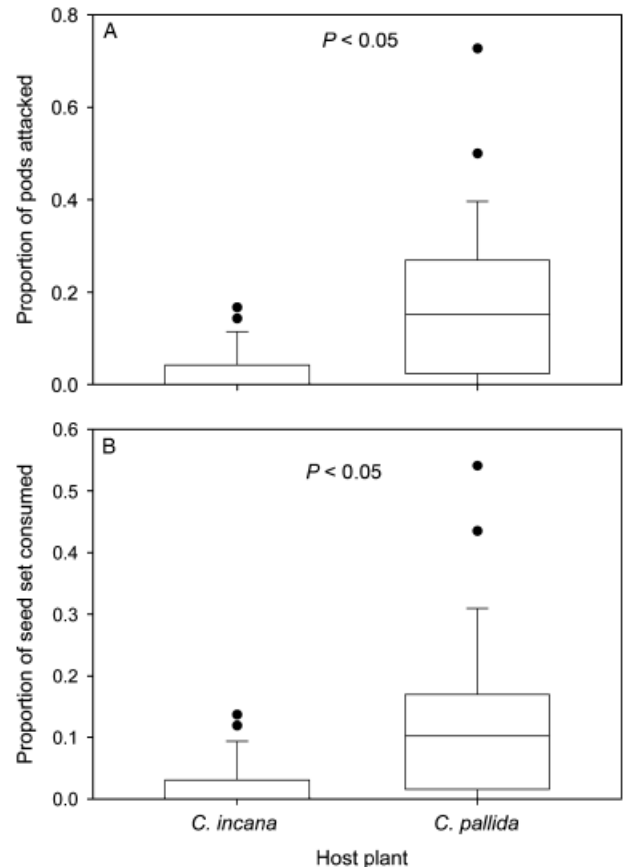 A
P < 0.05
Proportion of pods attacked
0.8
0.6
0.4
0.2
0.0
B
P < 0.05
Proportion of seed set consumed
0.6
0.5
0.4
0.3
0.2
0.1
0.0
C. incana C. pallida
Host plant